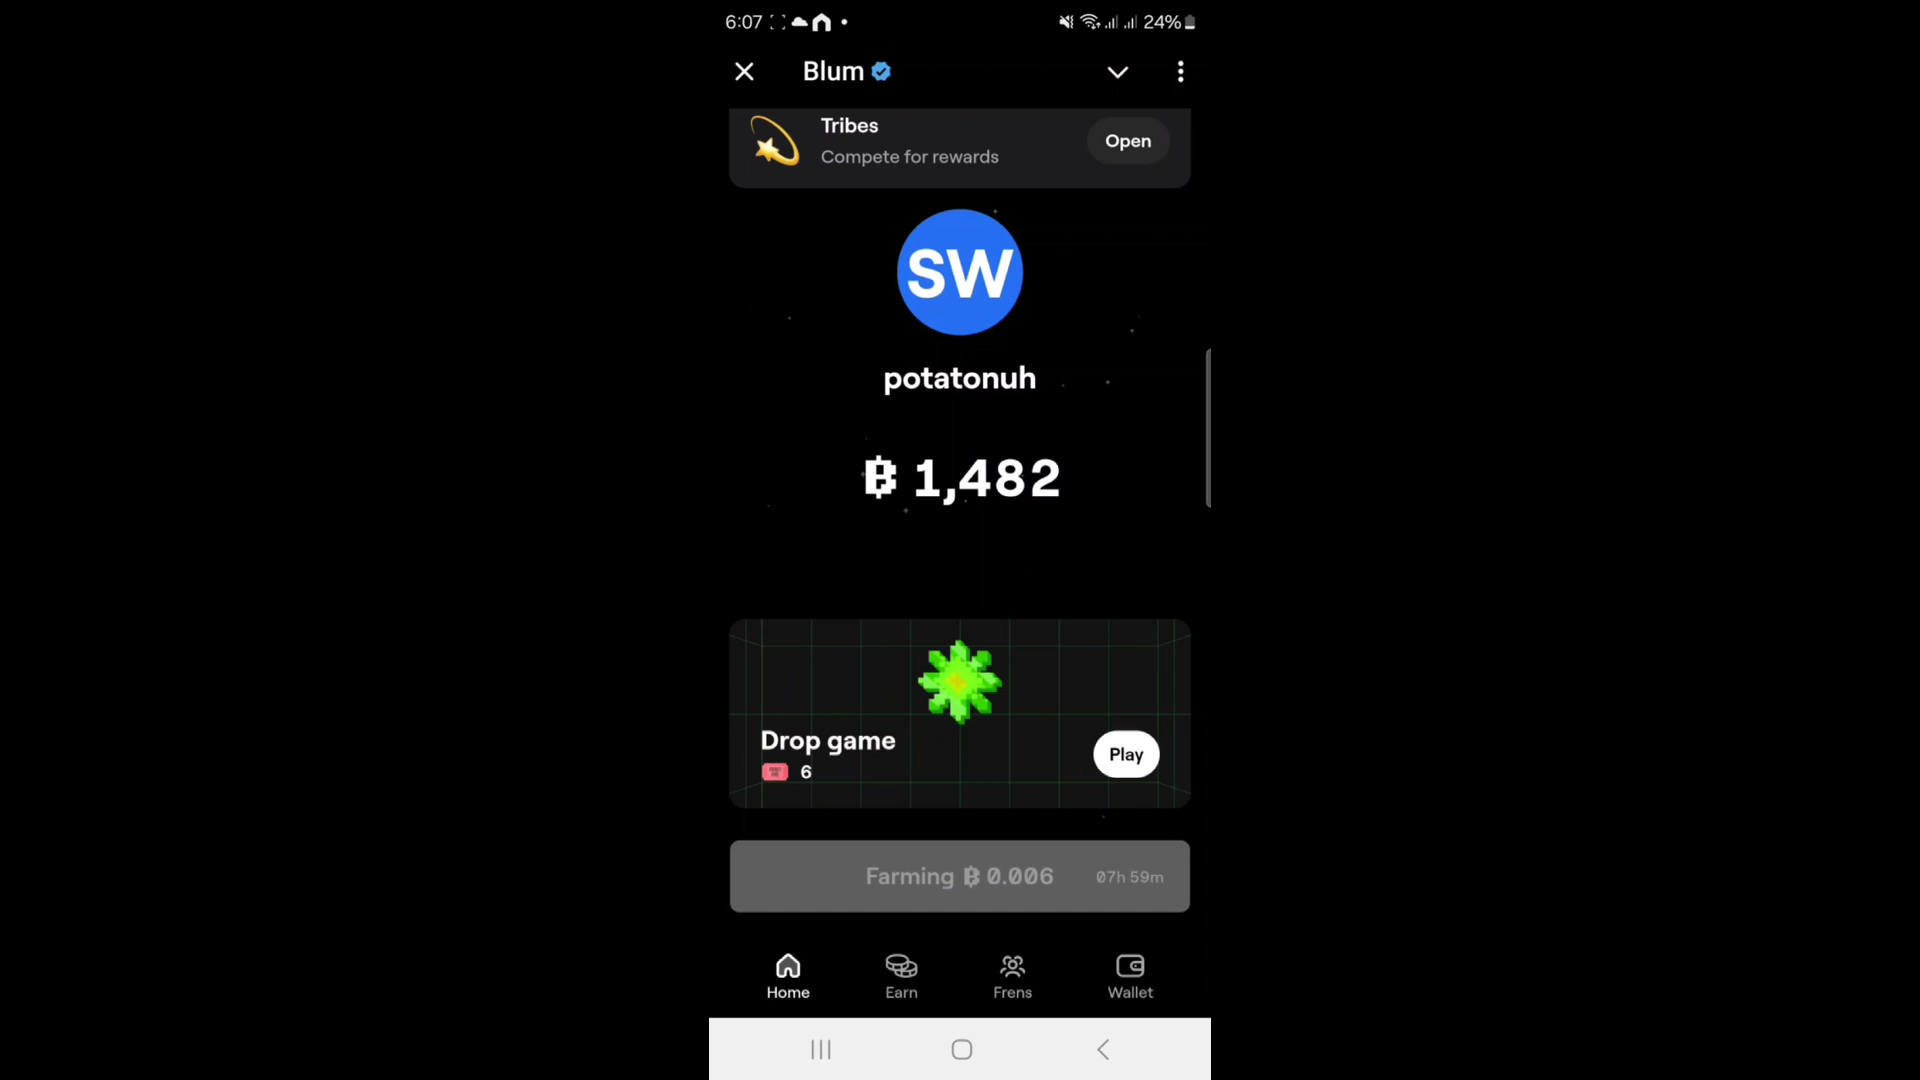 6:07 24%
Blum
Tribes
Compete for rewards
Open
SW
potatonuh
1,482
Drop game
6
Play
Farming 0.006 07h 59m
Home Earn Frens Wallet